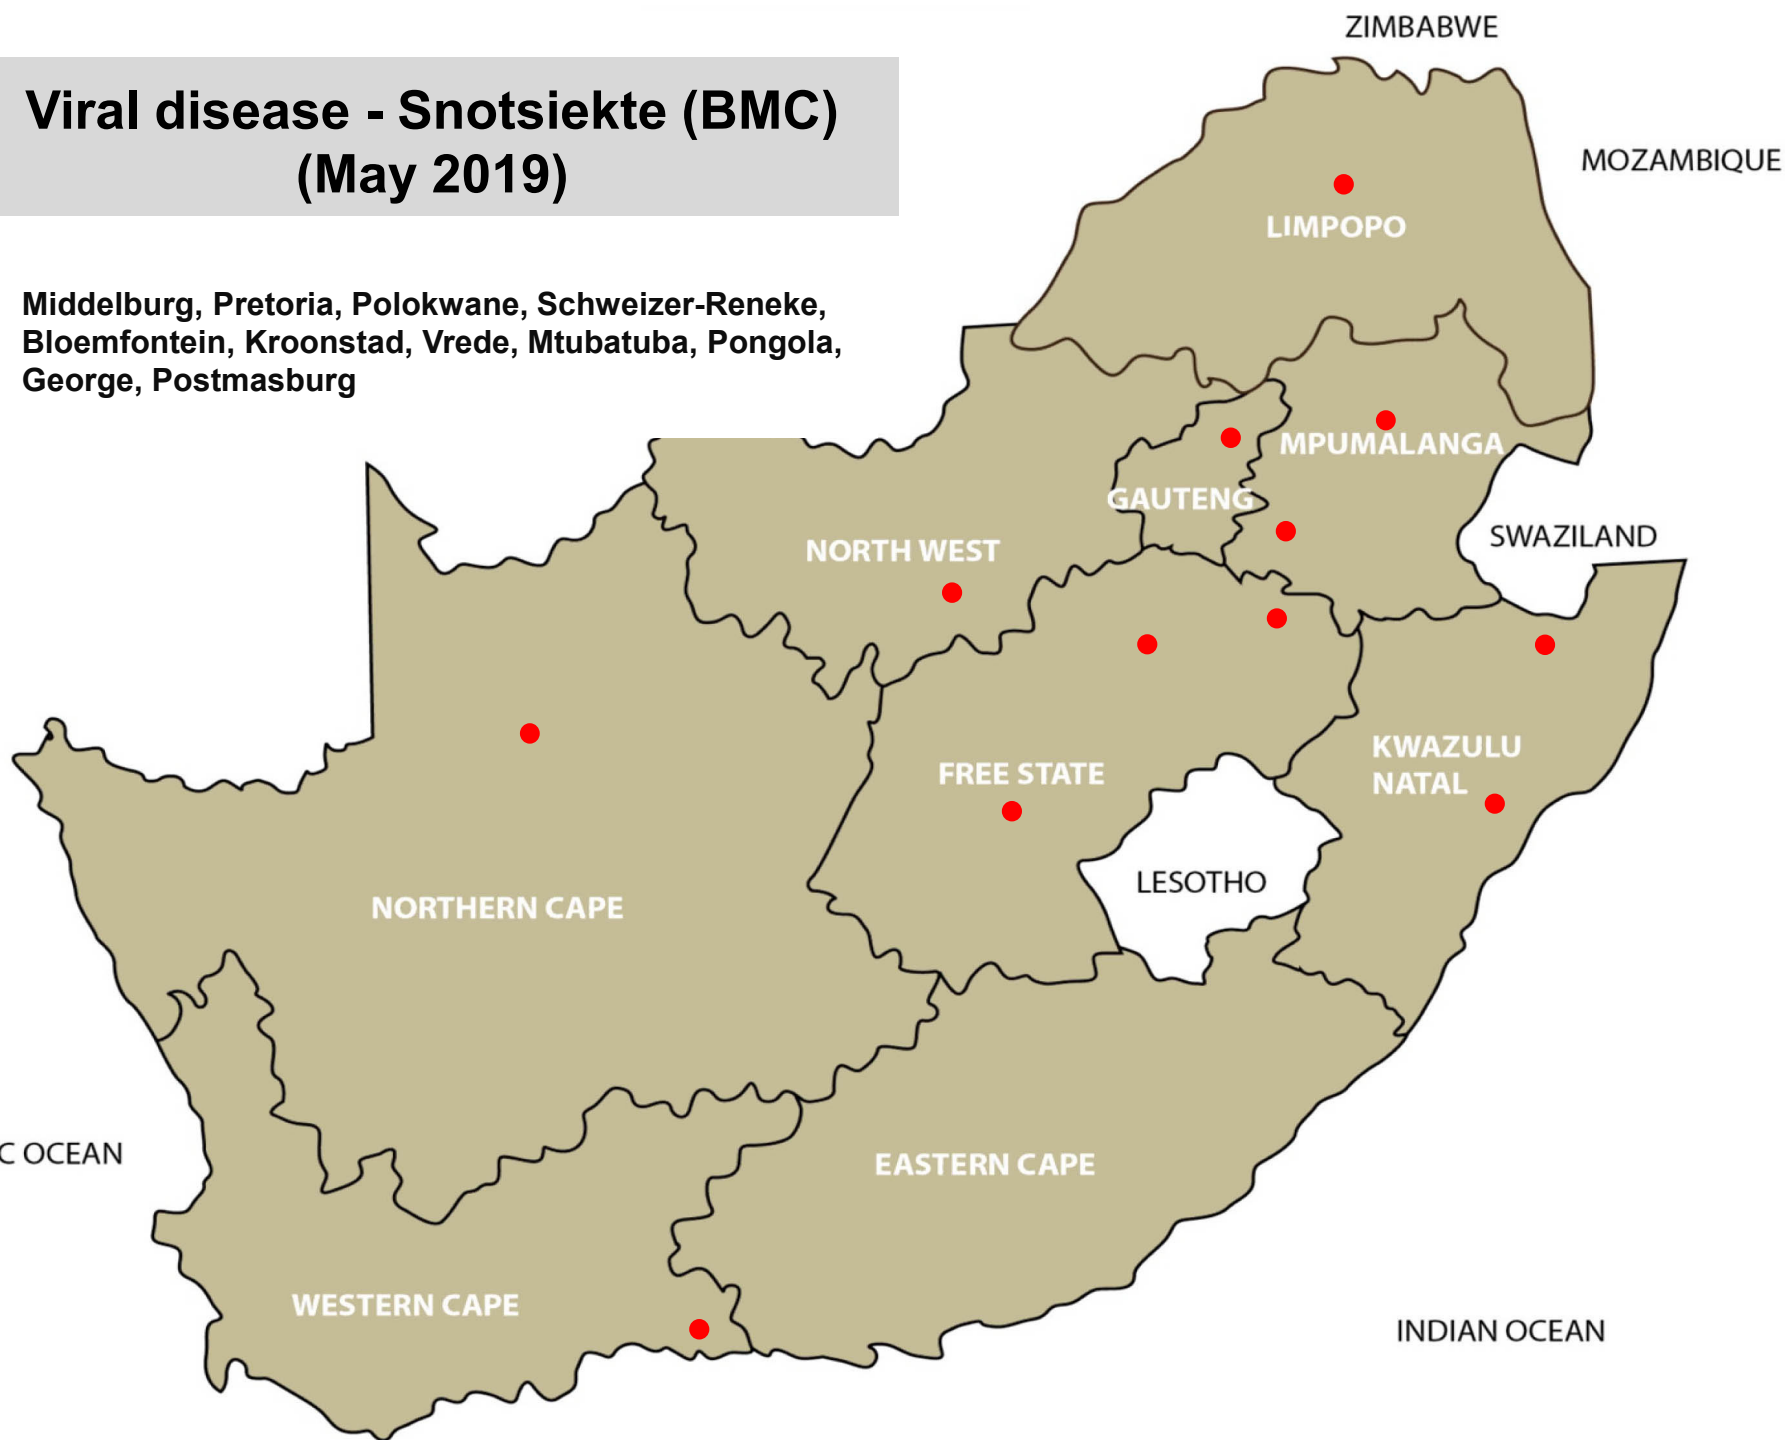 ZIMBABWE
Viral disease - Snotsiekte (BMC)
(May 2019)
MOZAMBIQUE
LIMPOPO
Middelburg, Pretoria, Polokwane, Schweizer-Reneke,
Bloemfontein, Kroonstad, Vrede, Mtubatuba, Pongola,
George, Postmasburg
MPUMALANGA
GAUTENG
SWAZILAND
NORTH WEST
KWAZULU
NATAL
FREE STATE
LESOTHO
NORTHERN CAPE
C OCEAN
EASTERN CAPE
WESTERN CAPE
INDIAN OCEAN